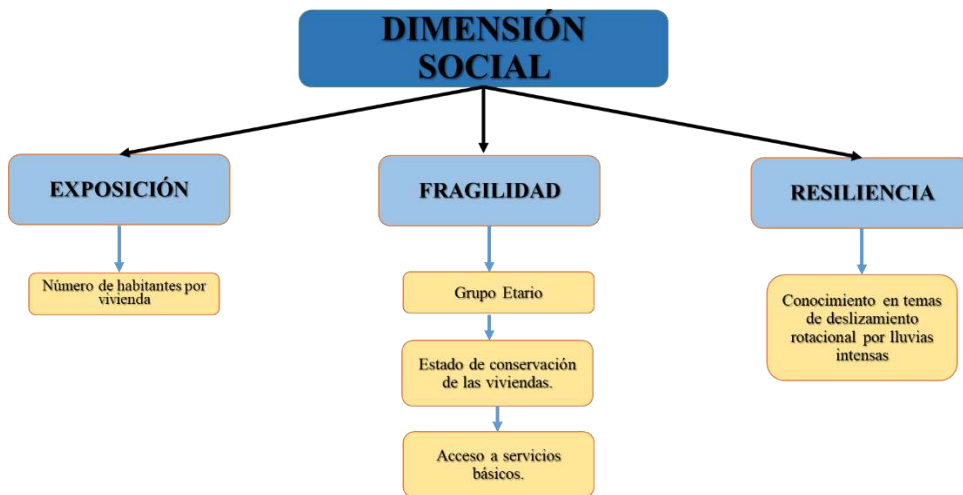 DIMENSIÓN
SOCIAL
EXPOSICIÓN
FRAGILIDAD
RESILIENCIA
Número de habitantes por
vivienda
Grupo Etario
Estado de conservación
de las viviendas.
Acceso a servicios
básicos.
Conocimiento en temas
de deslizamiento
rotacional por lluvias
intensas